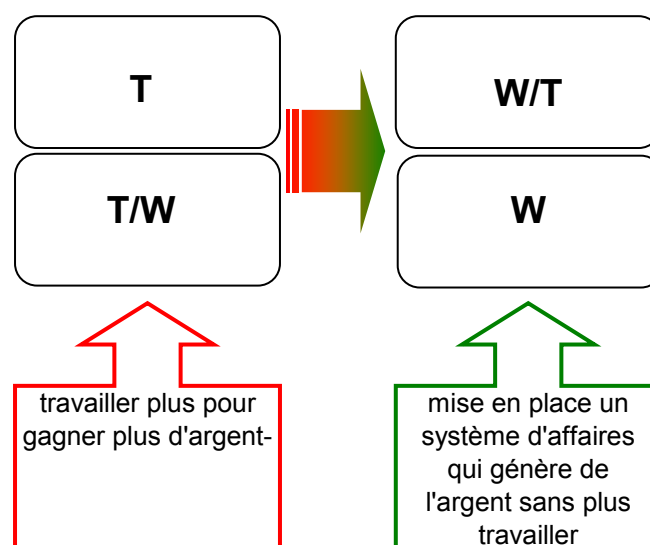 T
W/T
T/W
W
travailler plus pour
gagner plus d'argent-
mise en place un
système d'affaires
qui génère de
l'argent sans plus
travailler